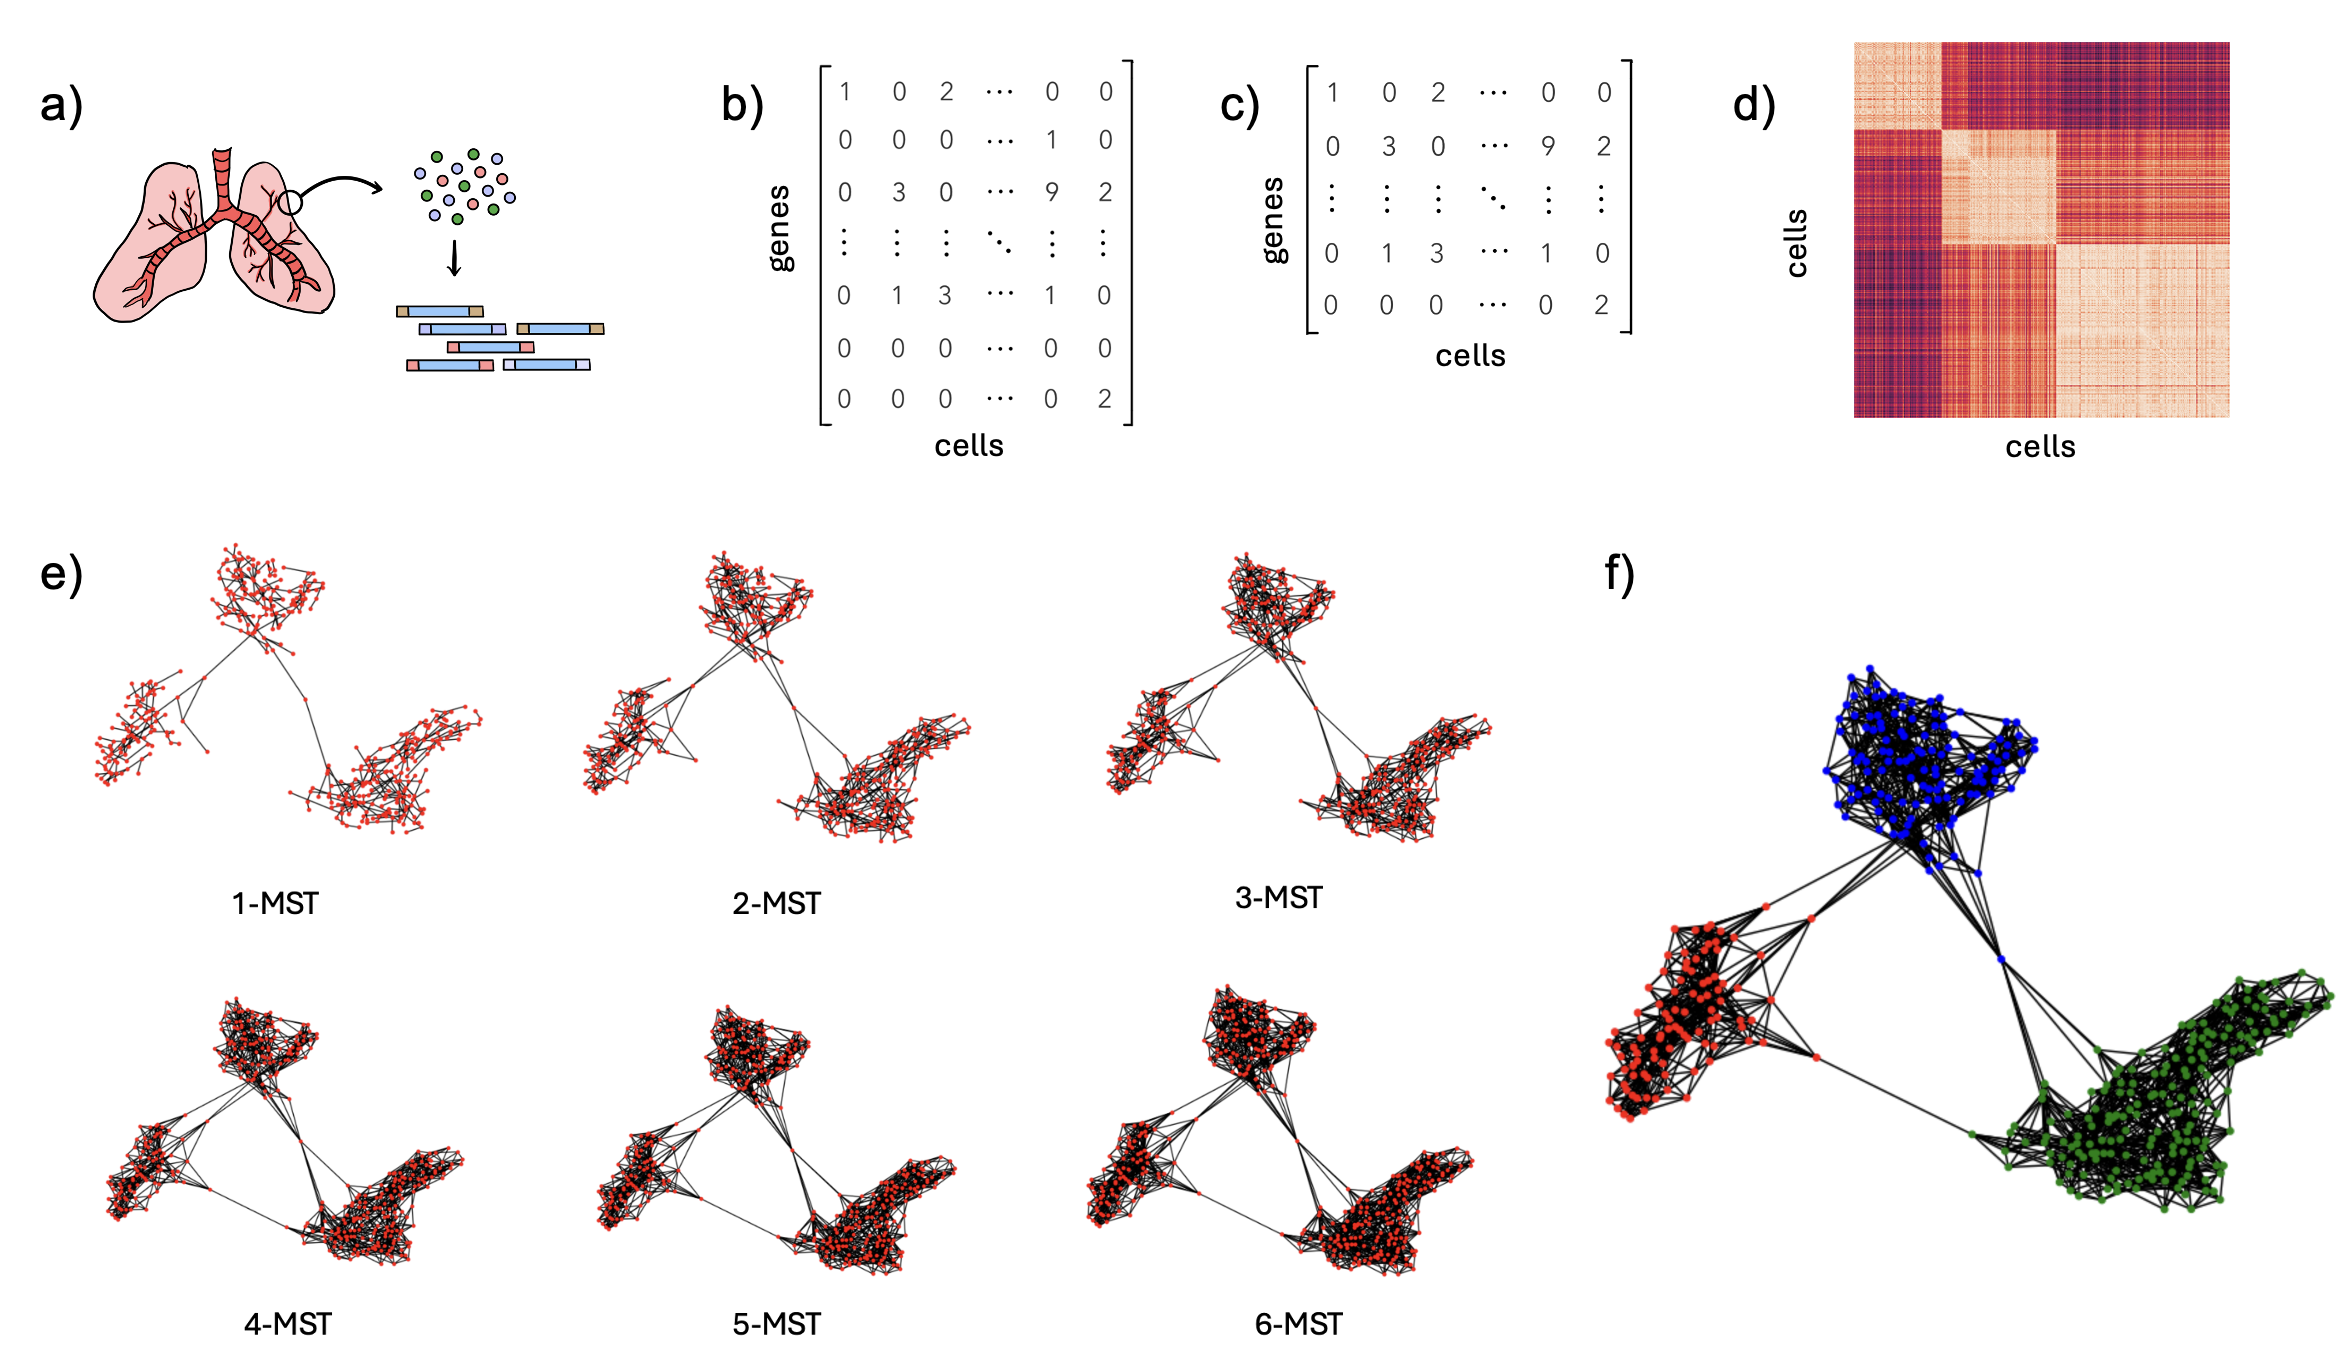 a)
b)
genes
1 0 2 ... 0 0
0 0 0 ... 1 0
0 3 0 ... 9 2
⋮ ⋮ ⋮ ⋱ ⋮ ⋮
0 1 3 ... 1 0
0 0 0 ... 0 0
0 0 0 ... 0 2
cells
c)
genes
1 0 2 ... 0 0
0 3 0 ... 9 2
⋮ ⋮ ⋮ ⋱ ⋮ ⋮
0 1 3 ... 1 0
0 0 0 ... 0 2
cells
d)
cells
cells
e)
1-MST
2-MST
3-MST
4-MST
5-MST
6-MST
f)